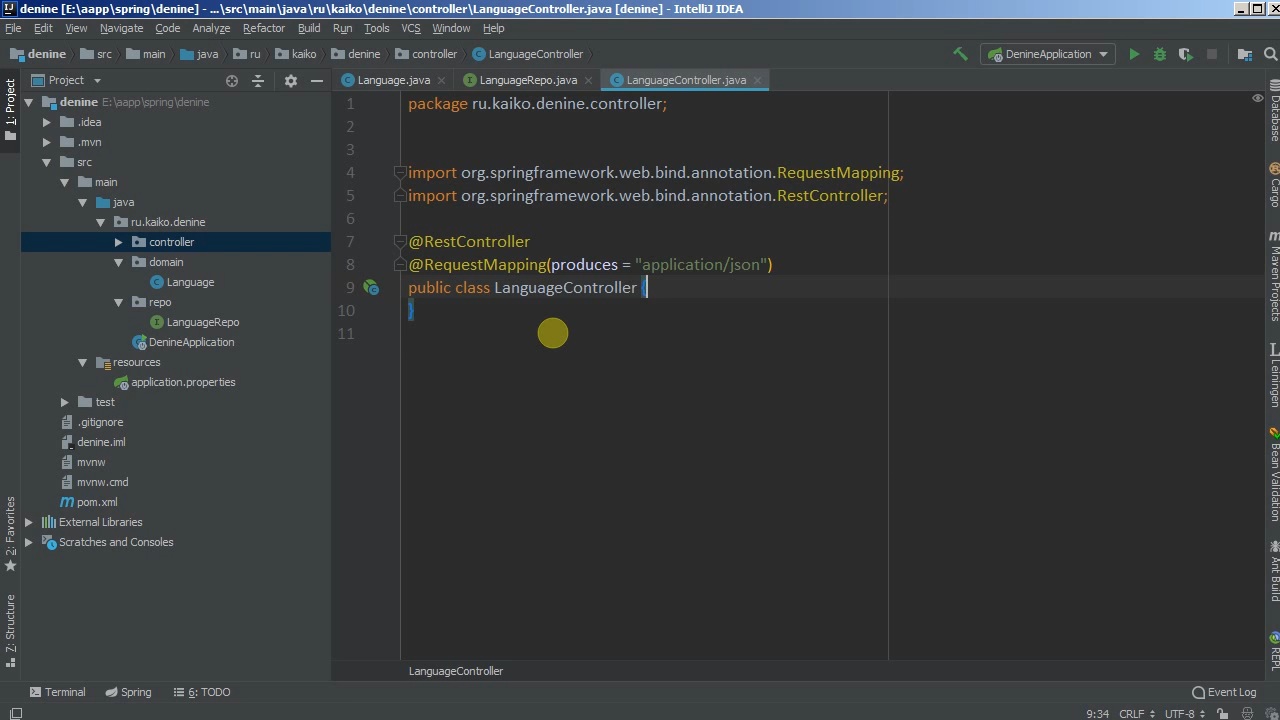 denine [E:\aapp\spring\denine] - ...\src\main\java\ru\kaiko\denine\controller\LanguageController.java [denine] - IntelliJ IDEA
File Edit View Navigate Code Analyze Refactor Build Run Tools VCS Window Help
denine src main java ru kaiko denine controller LanguageController DenineApplication
Project
Language.java LanguageRepo.java LanguageController.java
1: Project
denine E:\aapp\spring\denine
.idea
.mvn
src
main
java
ru.kaiko.denine
controller
domain
Language
repo
LanguageRepo
DenineApplication
resources
application.properties
test
.gitignore
denine.iml
mvnw
mvnw.cmd
pom.xml
External Libraries
Scratches and Consoles
2: Favorites
Z: Structure
1 package ru.kaiko.denine.controller;
2
3
4 import org.springframework.web.bind.annotation.RequestMapping;
5 import org.springframework.web.bind.annotation.RestController;
6
7 @RestController
8 @RequestMapping(produces = "application/json")
9 public class LanguageController {
10 }
11
LanguageController
Database
Cargo
Maven Projects
Leiningen
Bean Validation
Ant Build
REPL
Terminal Spring 6: TODO Event Log
9:34 CRLF UTF-8